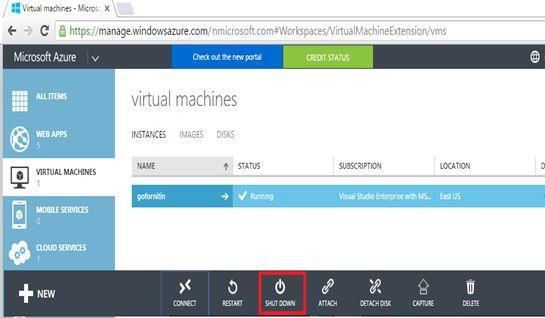 Virtual machines - Micros
https://manage.windowsazure.com/nmicrosoft.com#Workspaces/VirtualMachineExtension/vms
Microsoft Azure
Check out the new portal
CREDIT STATUS
ALL ITEMS
WEB APPS
5
VIRTUAL MACHINES
1
MOBILE SERVICES
0
CLOUD SERVICES
1
virtual machines
INSTANCES IMAGES DISKS
NAME STATUS SUBSCRIPTION LOCATION D
gofornitin Running Visual Studio Enterprise with MS... East US
NEW
CONNECT RESTART SHUT DOWN ATTACH DETACH DISK CAPTURE DELETE